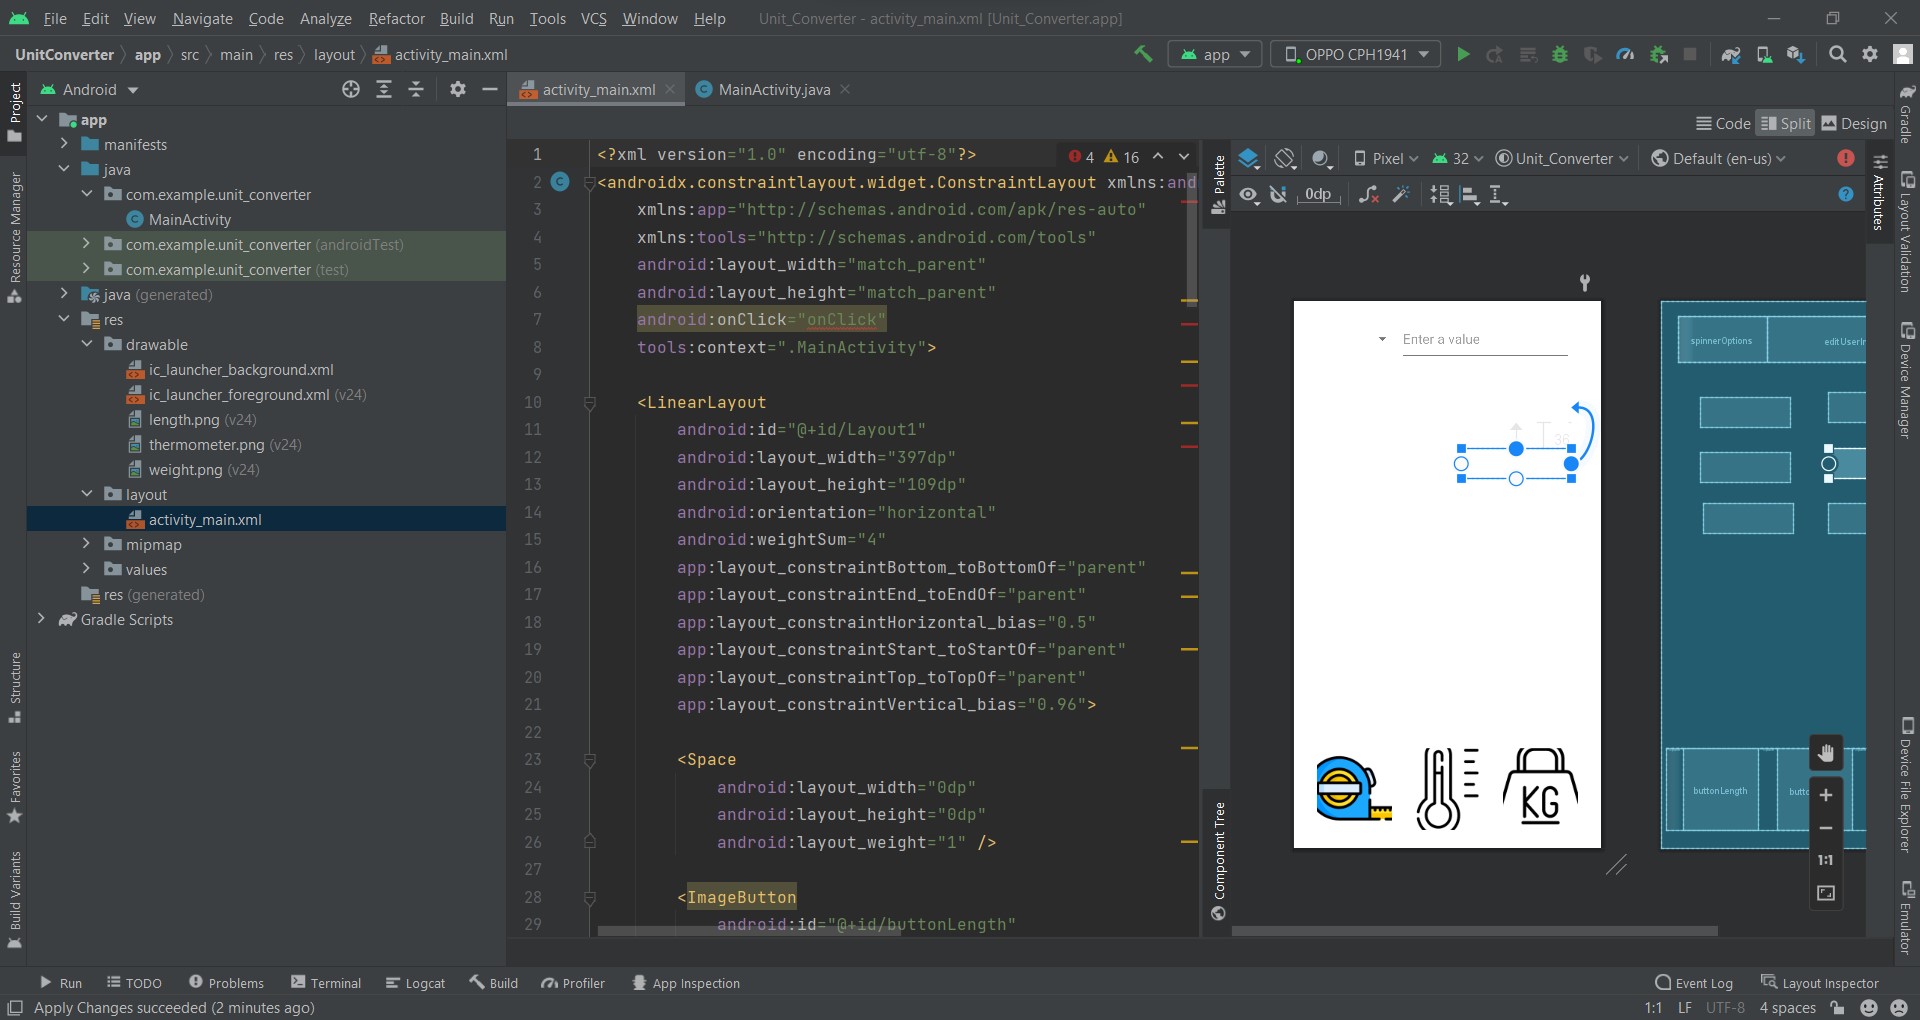 File Edit View Navigate Code Analyze Refactor Build Run Tools VCS Window Help Unit_Converter - activity_main.xml [Unit_Converter.app]
UnitConverter app src main res layout activity_main.xml app OPPO CPH1941
Android activity_main.xml MainActivity.java
Code Split Design
Project
Resource Manager
Structure
Favorites
Build Variants
app
manifests
java
com.example.unit_converter
MainActivity
com.example.unit_converter (androidTest)
com.example.unit_converter (test)
java (generated)
res
drawable
ic_launcher_background.xml
ic_launcher_foreground.xml (v24)
length.png (v24)
thermometer.png (v24)
weight.png (v24)
layout
activity_main.xml
mipmap
values
res (generated)
Gradle Scripts
4 16
1 <?xml version="1.0" encoding="utf-8"?>
2 <androidx.constraintlayout.widget.ConstraintLayout xmlns:and
3 xmlns:app="http://schemas.android.com/apk/res-auto"
4 xmlns:tools="http://schemas.android.com/tools"
5 android:layout_width="match_parent"
6 android:layout_height="match_parent"
7 android:onClick="onClick"
8 tools:context=".MainActivity">
9
10 <LinearLayout
11 android:id="@+id/Layout1"
12 android:layout_width="397dp"
13 android:layout_height="109dp"
14 android:orientation="horizontal"
15 android:weightSum="4"
16 app:layout_constraintBottom_toBottomOf="parent"
17 app:layout_constraintEnd_toEndOf="parent"
18 app:layout_constraintHorizontal_bias="0.5"
19 app:layout_constraintStart_toStartOf="parent"
20 app:layout_constraintTop_toTopOf="parent"
21 app:layout_constraintVertical_bias="0.96">
22
23 <Space
24 android:layout_width="0dp"
25 android:layout_height="0dp"
26 android:layout_weight="1" />
27
28 <ImageButton
29 android:id="@+id/buttonLength"
Palette
Component Tree
Pixel 32 Unit_Converter Default (en-us)
0dp
Enter a value
36
KG
spinnerOptions editUserIn
buttonLength butto
1:1
Attributes
Gradle
Layout Validation
Device Manager
Device File Explorer
Emulator
Run TODO Problems Terminal Logcat Build Profiler App Inspection Event Log Layout Inspector
Apply Changes succeeded (2 minutes ago) 1:1 LF UTF-8 4 spaces